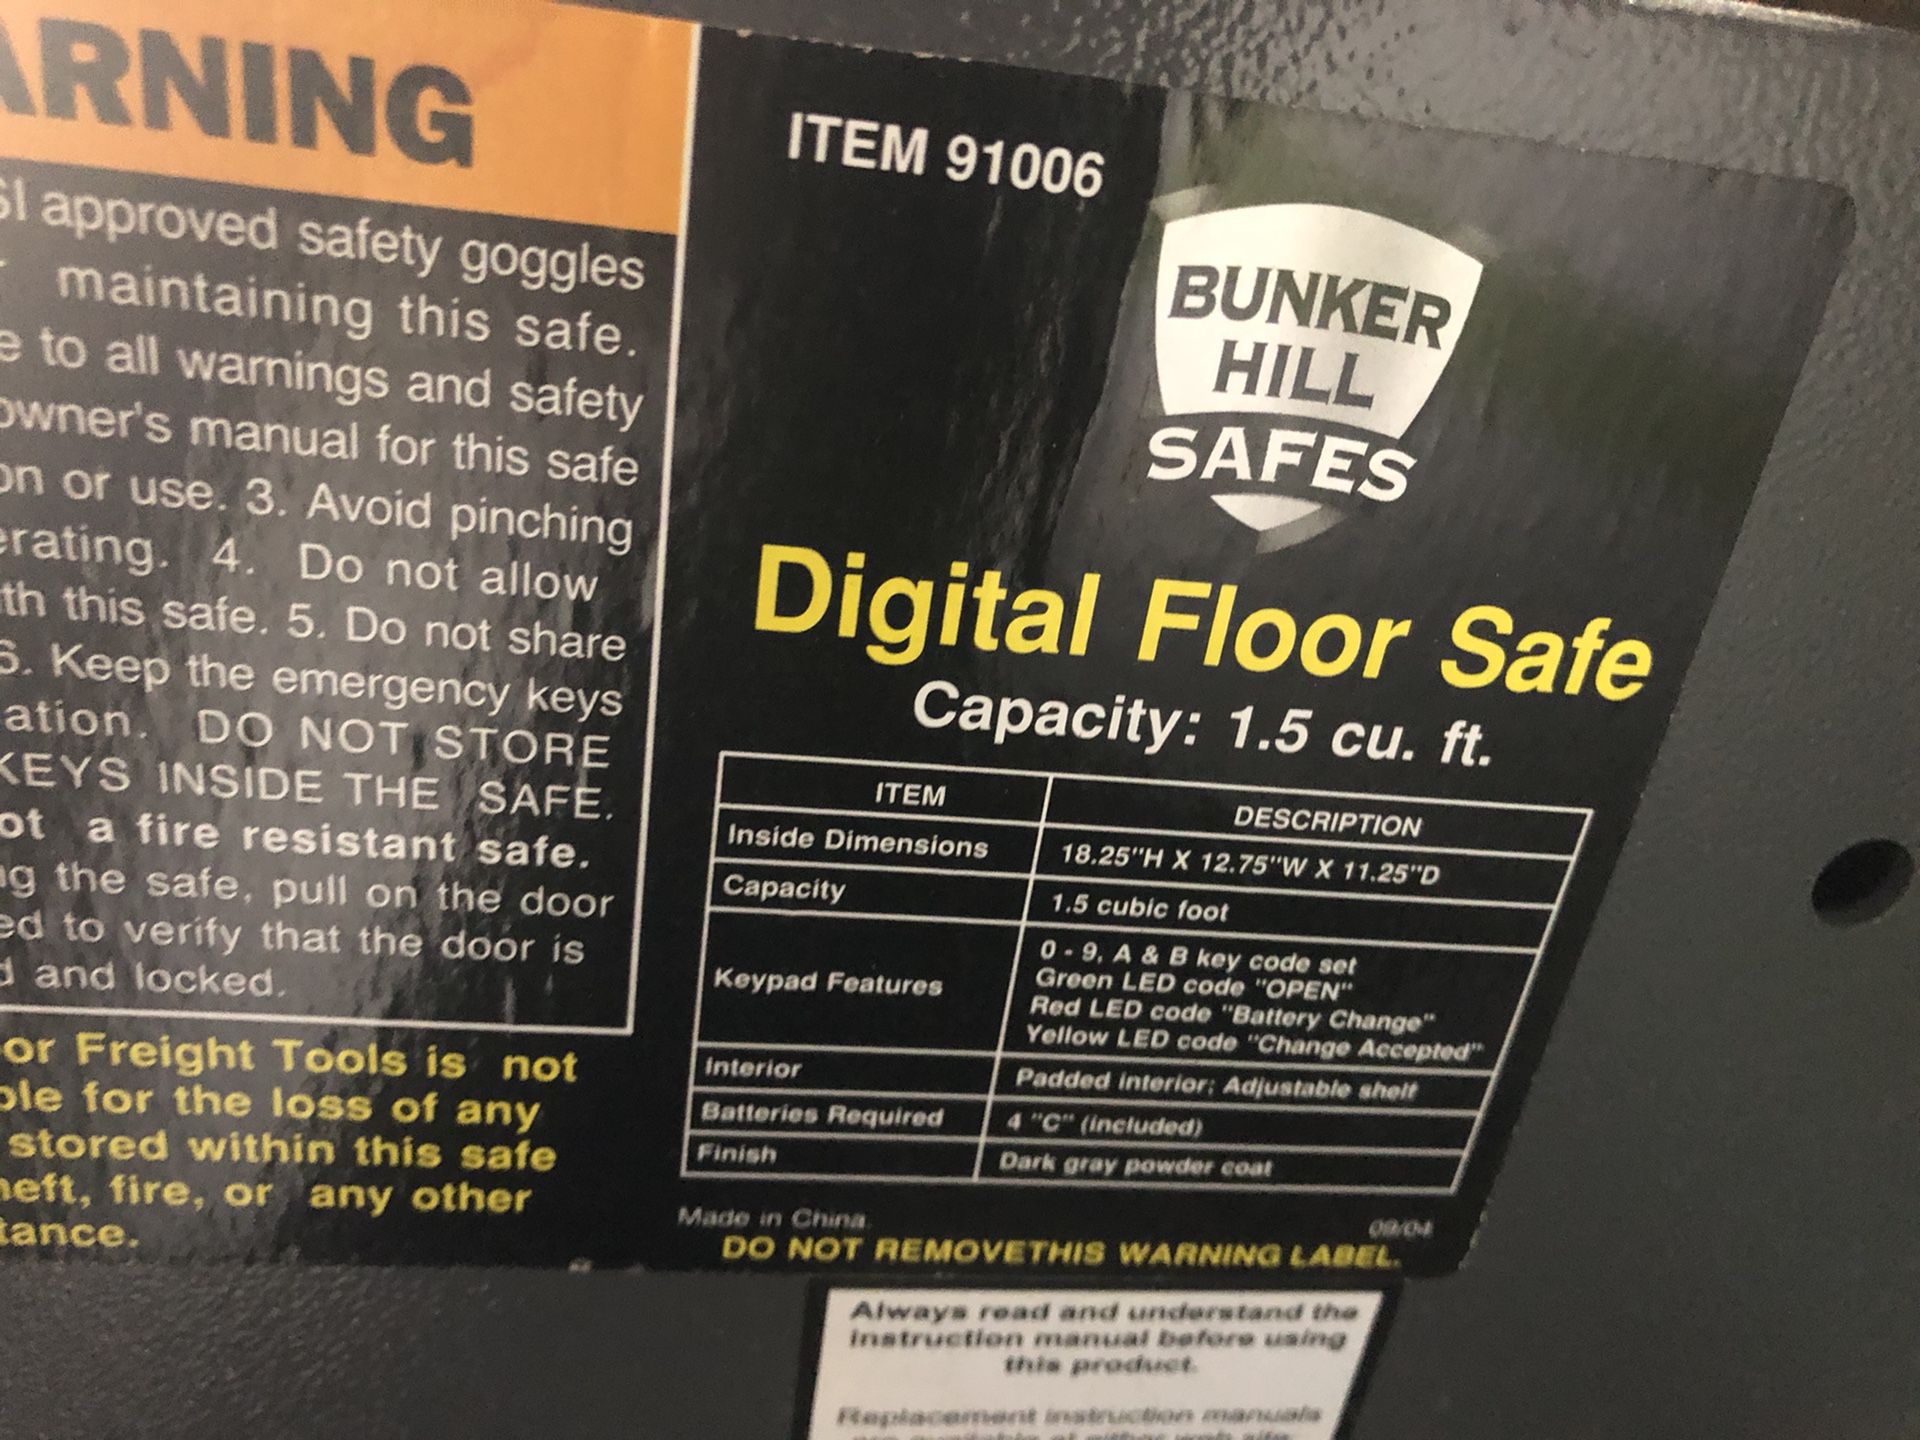 ARNING
SI approved safety goggles
maintaining this safe.
e to all warnings and safety
owner's manual for this safe
on or use. 3. Avoid pinching
erating. 4. Do not allow
th this safe. 5. Do not share
6. Keep the emergency keys
ation. DO NOT STORE
KEYS INSIDE THE SAFE.
ot a fire resistant safe.
ng the safe, pull on the door
ed to verify that the door is
d and locked.
or Freight Tools is not
ble for the loss of any
stored within this safe
heft, fire, or any other
tance.
ITEM 91006
BUNKER
HILL
SAFES
Digital Floor Safe
Capacity: 1.5 cu. ft.
ITEM DESCRIPTION
Inside Dimensions 18.25"H X 12.75"W X 11.25"D
Capacity 1.5 cubic foot
Keypad Features 0 - 9, A & B key code set
Green LED code "OPEN"
Red LED code "Battery Change"
Yellow LED code "Change Accepted"
Interior Padded interior; Adjustable shelf
Batteries Required 4 "C" (included)
Finish Dark gray powder coat
Made in China. 09/04
DO NOT REMOVETHIS WARNING LABEL.
Always read and understand the
instruction manual before using
this product.
Replacement instruction manuals